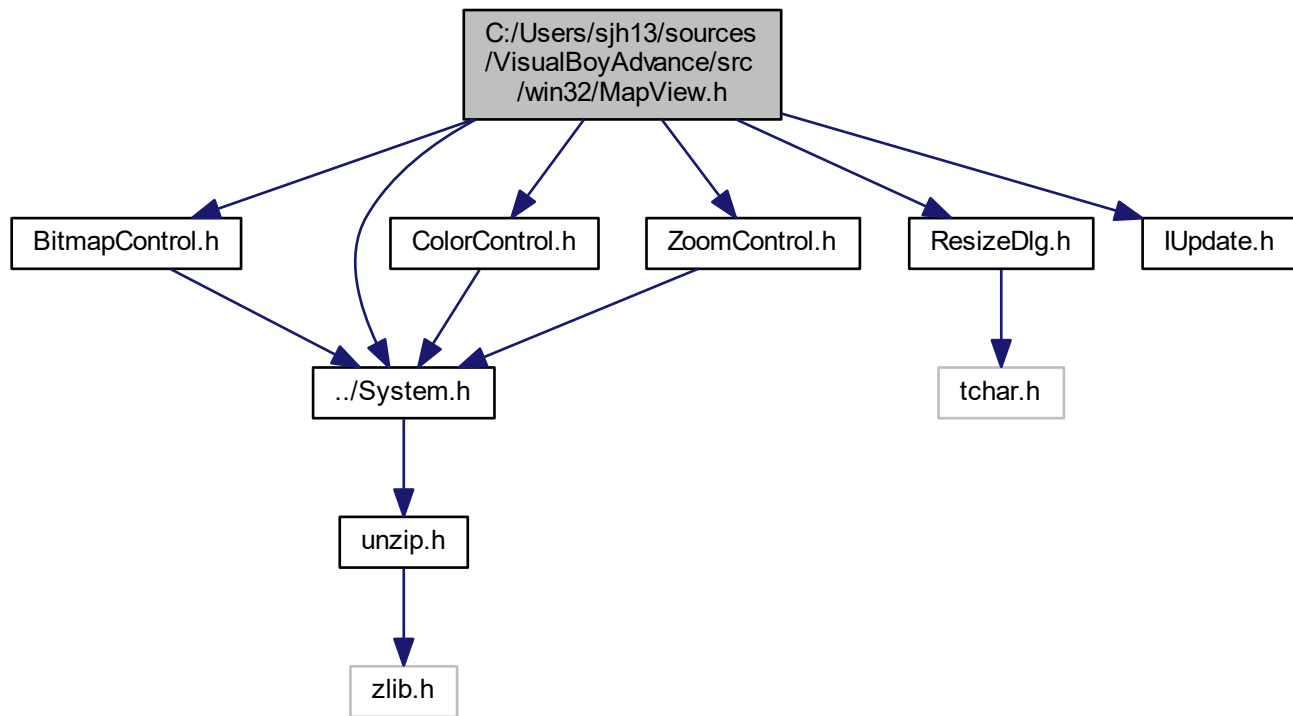 C:/Users/sjh13/sources
/VisualBoyAdvance/src
/win32/MapView.h
BitmapControl.h
ColorControl.h
ZoomControl.h
ResizeDlg.h
IUpdate.h
../System.h
tchar.h
unzip.h
zlib.h